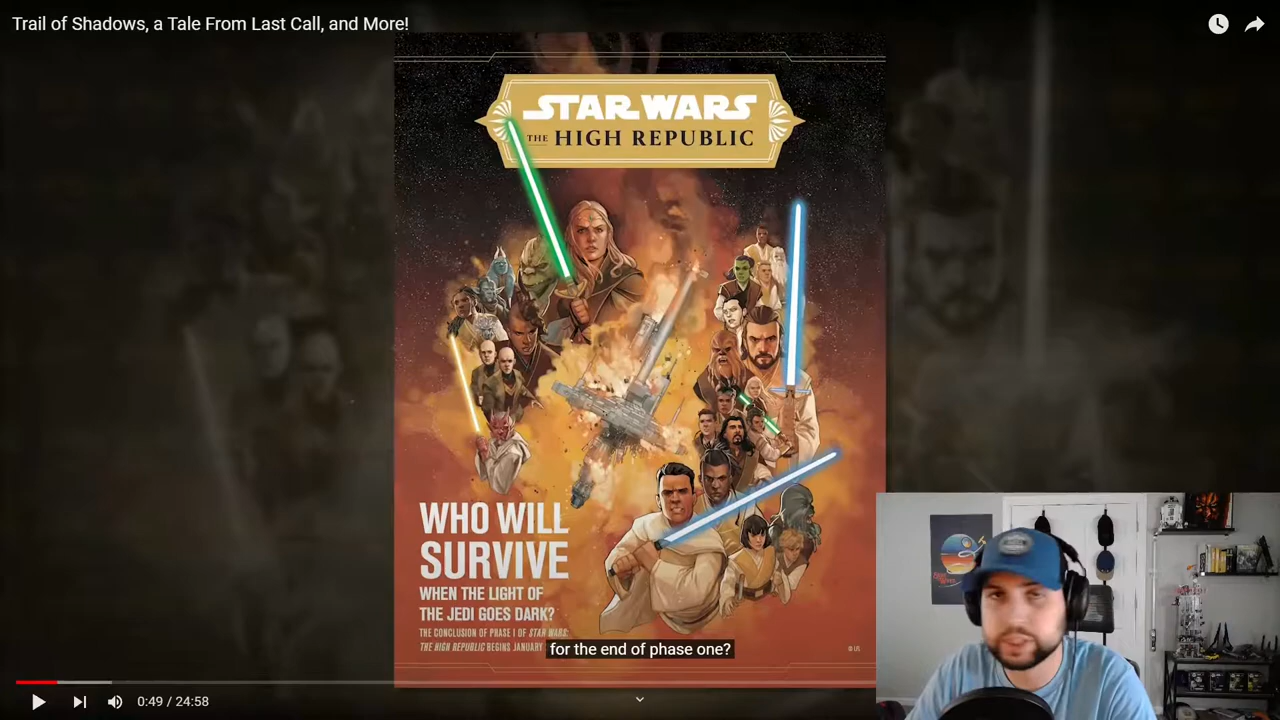 Trail of Shadows, a Tale From Last Call, and More!
STAR WARS
THE HIGH REPUBLIC
WHO WILL
SURVIVE
WHEN THE LIGHT OF
THE JEDI GOES DARK?
THE CONCLUSION OF PHASE I OF STAR WARS:
THE HIGH REPUBLIC BEGINS JANUARY
for the end of phase one?
0:49 / 24:58